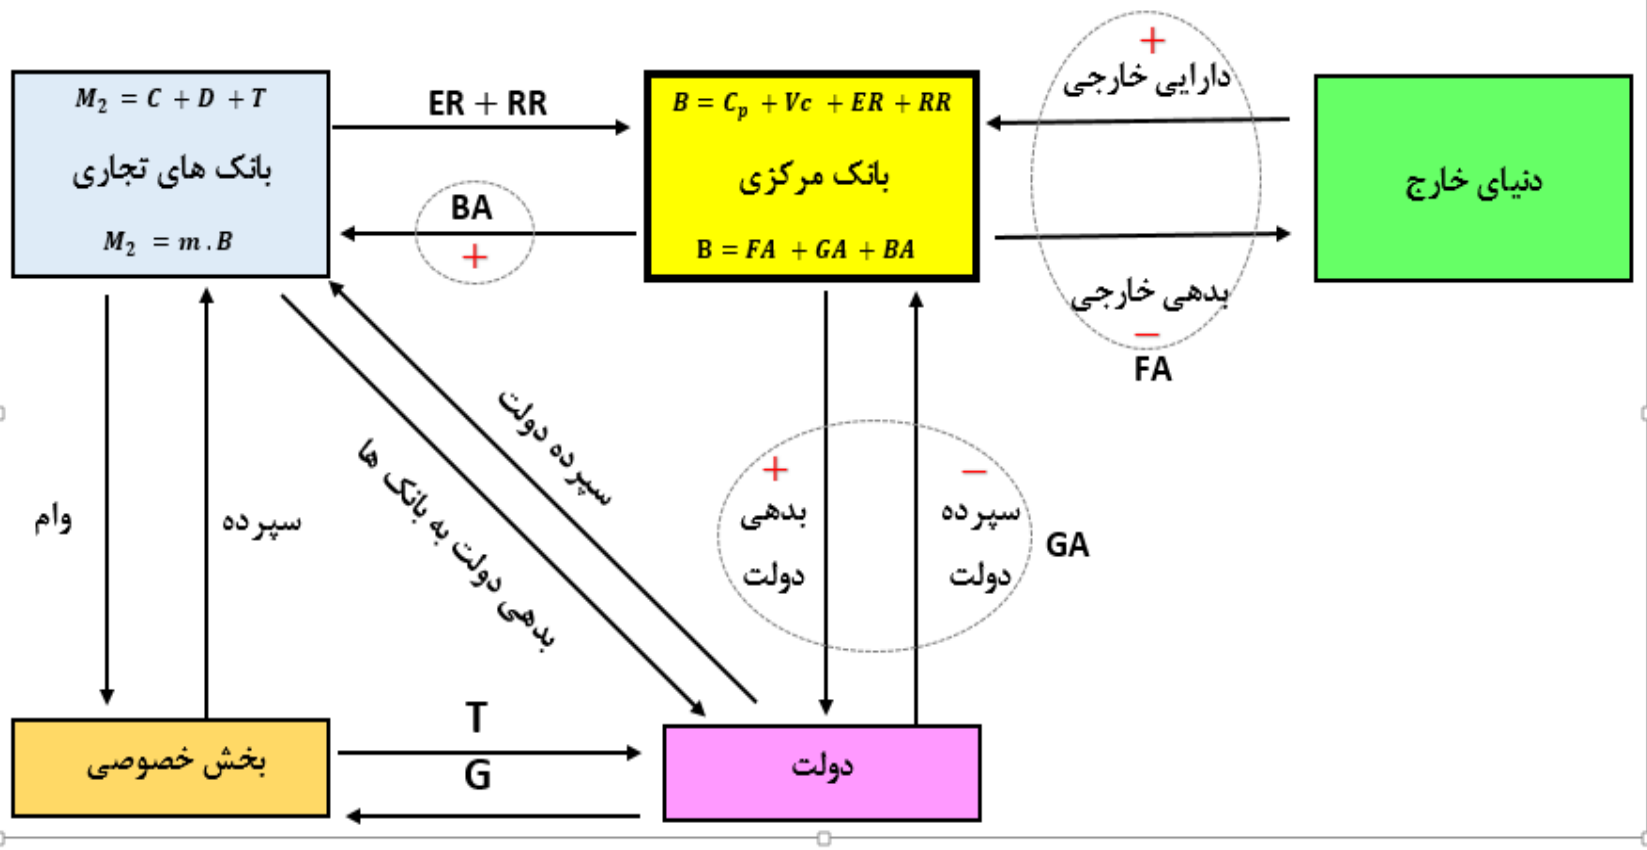 M₂ = C + D + T
بانک های تجاری
M₂ = m . B
ER + RR
BA
+
B = Cₚ + Vc + ER + RR
بانک مرکزی
B = FA + GA + BA
+
دارایی خارجی
بدهی خارجی
−
FA
دنیای خارج
وام
سپرده
سپرده دولت
بدهی دولت به بانک ها
+
بدهی
دولت
−
سپرده
دولت
GA
بخش خصوصی
T
G
دولت